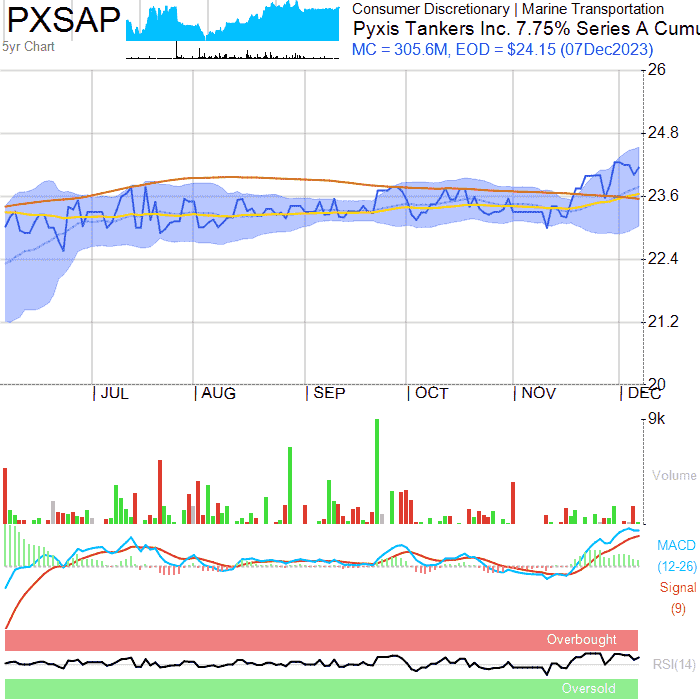 PXSAP
5yr Chart
Consumer Discretionary | Marine Transportation
Pyxis Tankers Inc. 7.75% Series A Cumu
MC = 305.6M, EOD = $24.15 (07Dec2023)
26
24.8
23.6
22.4
21.2
20
| JUL | AUG | SEP | OCT | NOV | DEC
9k
Volume
MACD
(12-26)
Signal
(9)
Overbought
RSI(14)
Oversold